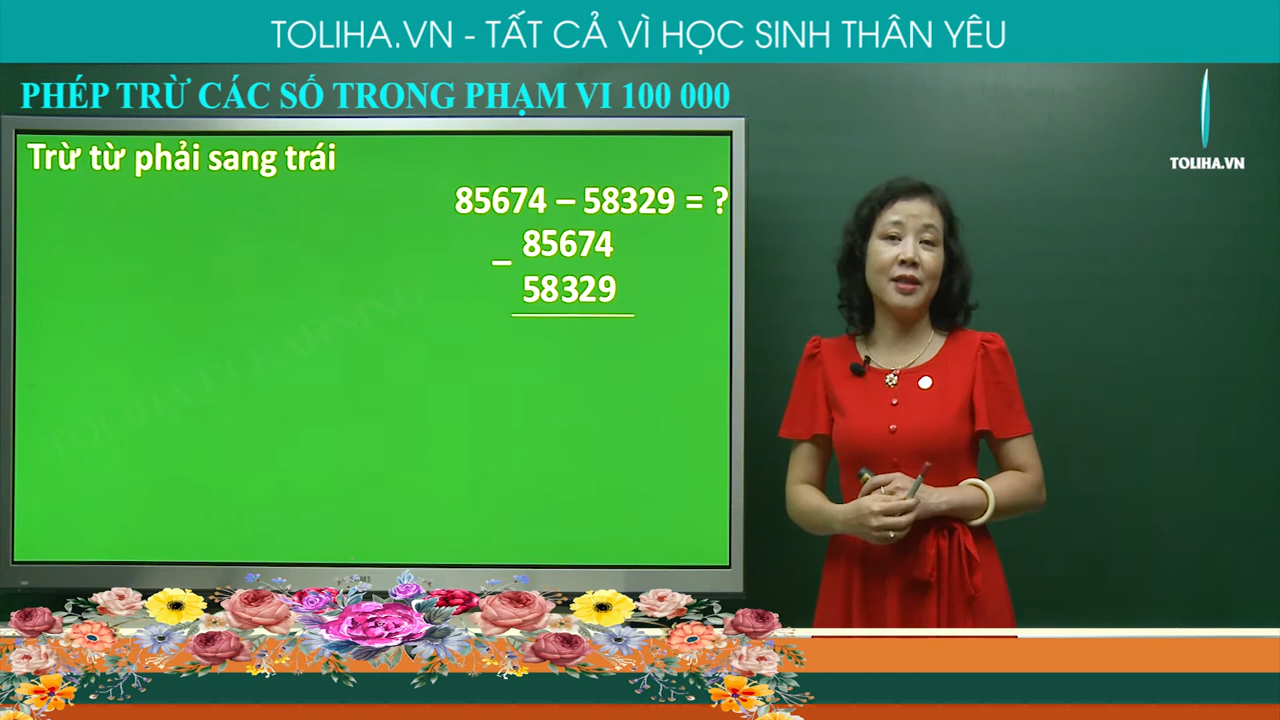 TOLIHA.VN - TẤT CẢ VÌ HỌC SINH THÂN YÊU
PHÉP TRỪ CÁC SỐ TRONG PHẠM VI 100 000
TOLIHA.VN
Trừ từ phải sang trái
85674 – 58329 = ?
85674
–
58329